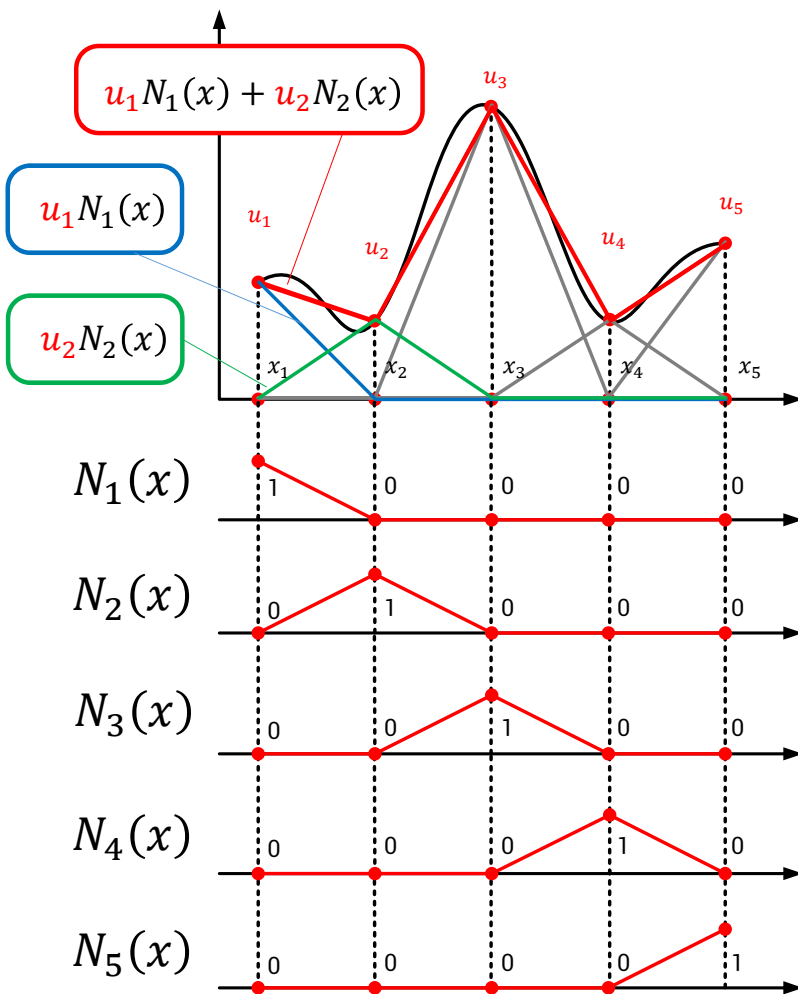 u₁N₁(x) + u₂N₂(x)
u₃
u₁N₁(x)
u₁
u₂
u₄
u₅
u₂N₂(x)
x₁ x₂ x₃ x₄ x₅
N₁(x) 1 0 0 0 0
N₂(x) 0 1 0 0 0
N₃(x) 0 0 1 0 0
N₄(x) 0 0 0 1 0
N₅(x) 0 0 0 0 1